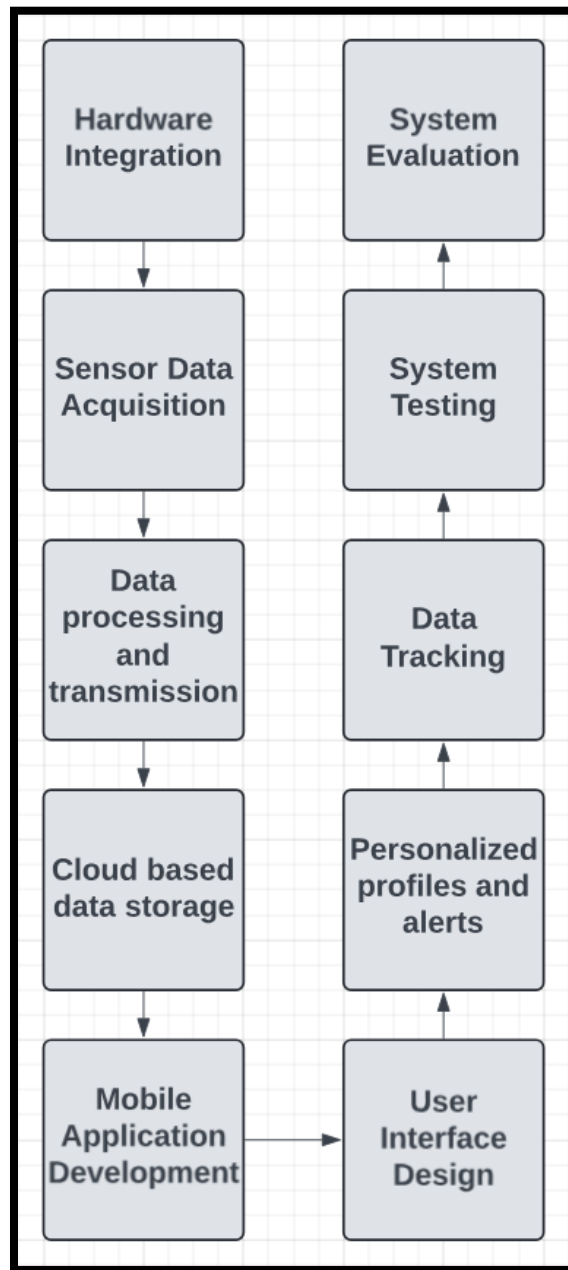 Hardware
Integration
Sensor Data
Acquisition
Data
processing
and
transmission
Cloud based
data storage
Mobile
Application
Development
User
Interface
Design
Personalized
profiles and
alerts
Data
Tracking
System
Testing
System
Evaluation